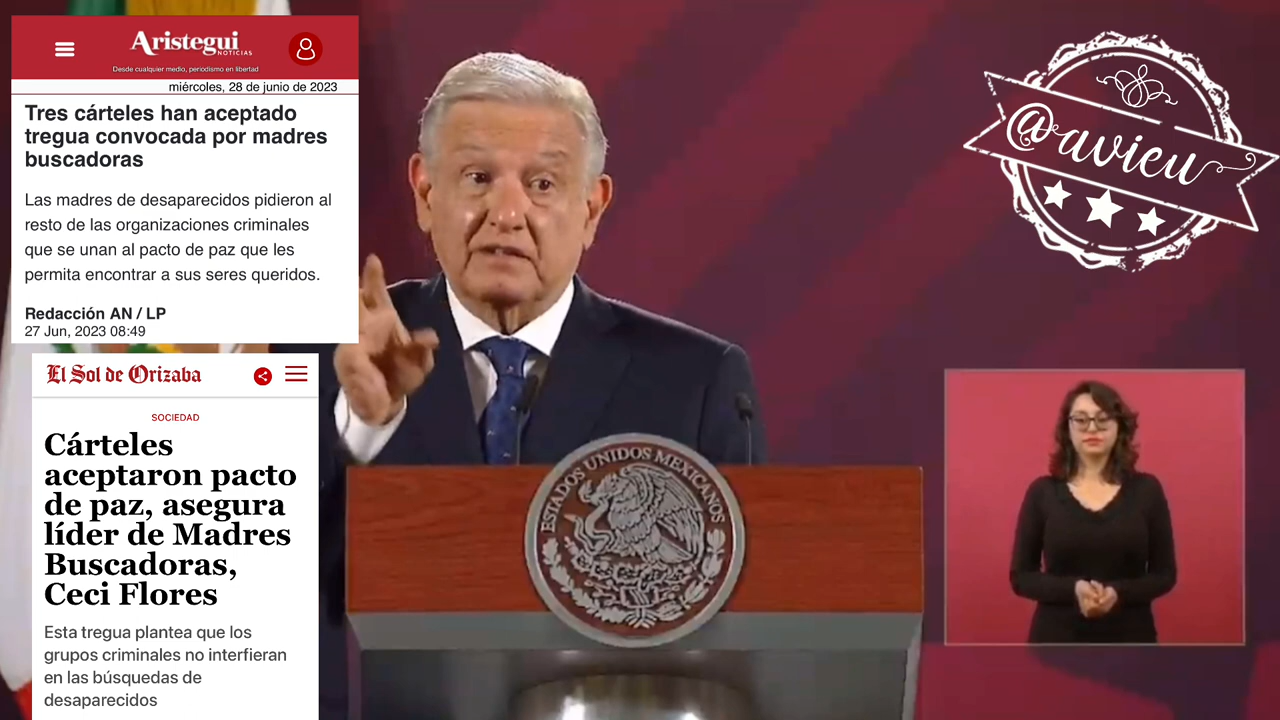 Aristegui
NOTICIAS
Desde cualquier medio, periodismo en libertad
miércoles, 28 de junio de 2023
Tres cárteles han aceptado
tregua convocada por madres
buscadoras
Las madres de desaparecidos pidieron al
resto de las organizaciones criminales
que se unan al pacto de paz que les
permita encontrar a sus seres queridos.
Redacción AN / LP
27 Jun, 2023 08:49
El Sol de Orizaba
SOCIEDAD
Cárteles
aceptaron pacto
de paz, asegura
líder de Madres
Buscadoras,
Ceci Flores
Esta tregua plantea que los
grupos criminales no interfieran
en las búsquedas de
desaparecidos
ESTADOS UNIDOS MEXICANOS
@avieu